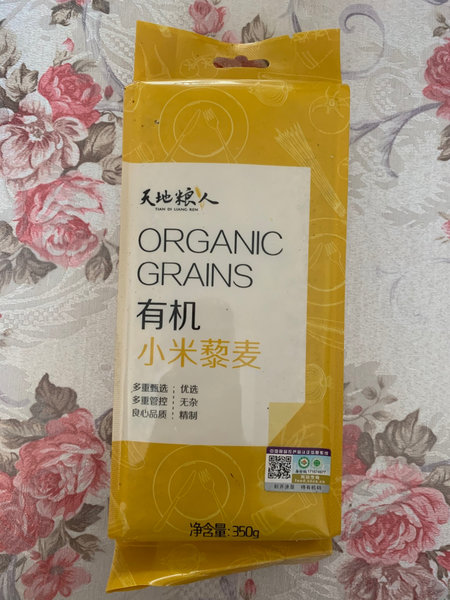 天地粮人
TIAN DI LIANG REN
ORGANIC
GRAINS
有机
小米藜麦
多重甄选：优选
多重管控：无杂
良心品质：精制
净含量：350g